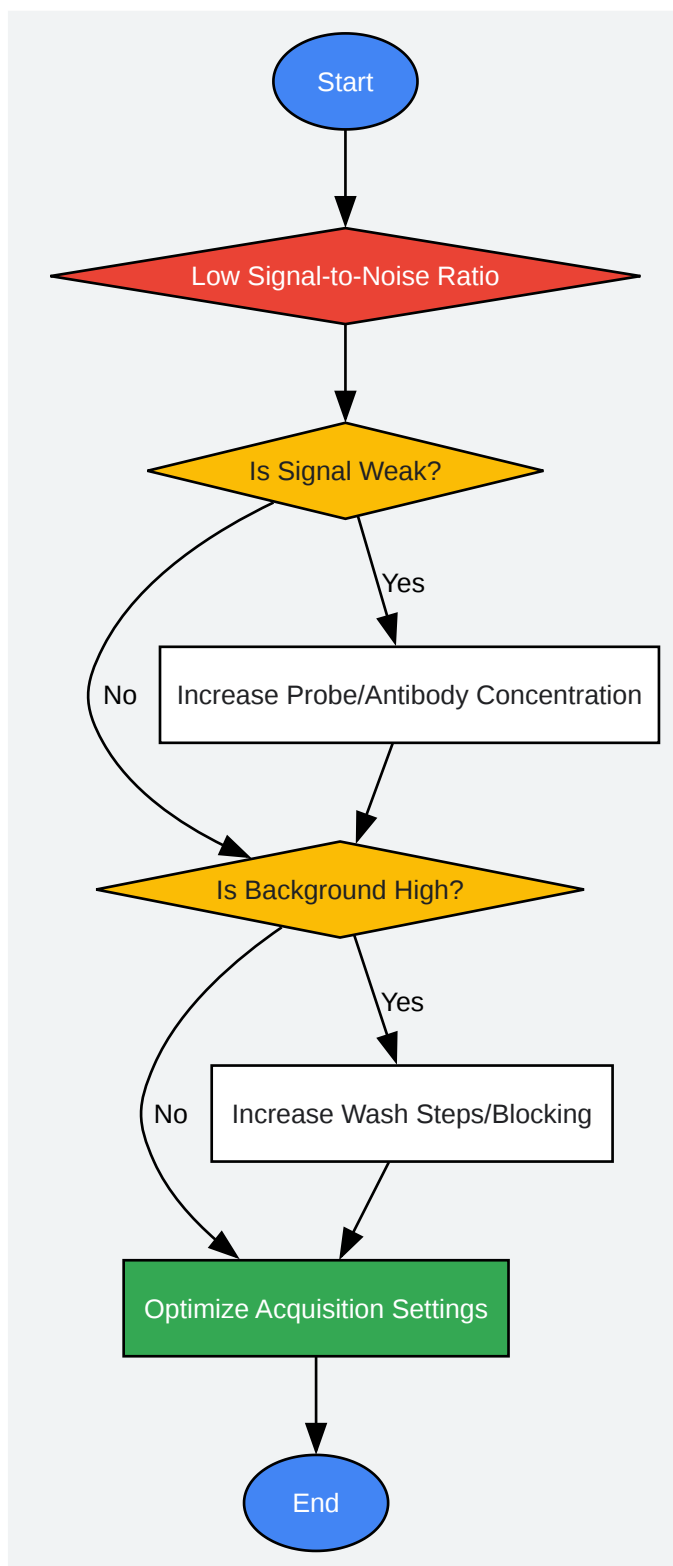 Start
Low Signal-to-Noise Ratio
Is Signal Weak?
Yes
No
Increase Probe/Antibody Concentration
Is Background High?
Yes
No
Increase Wash Steps/Blocking
Optimize Acquisition Settings
End